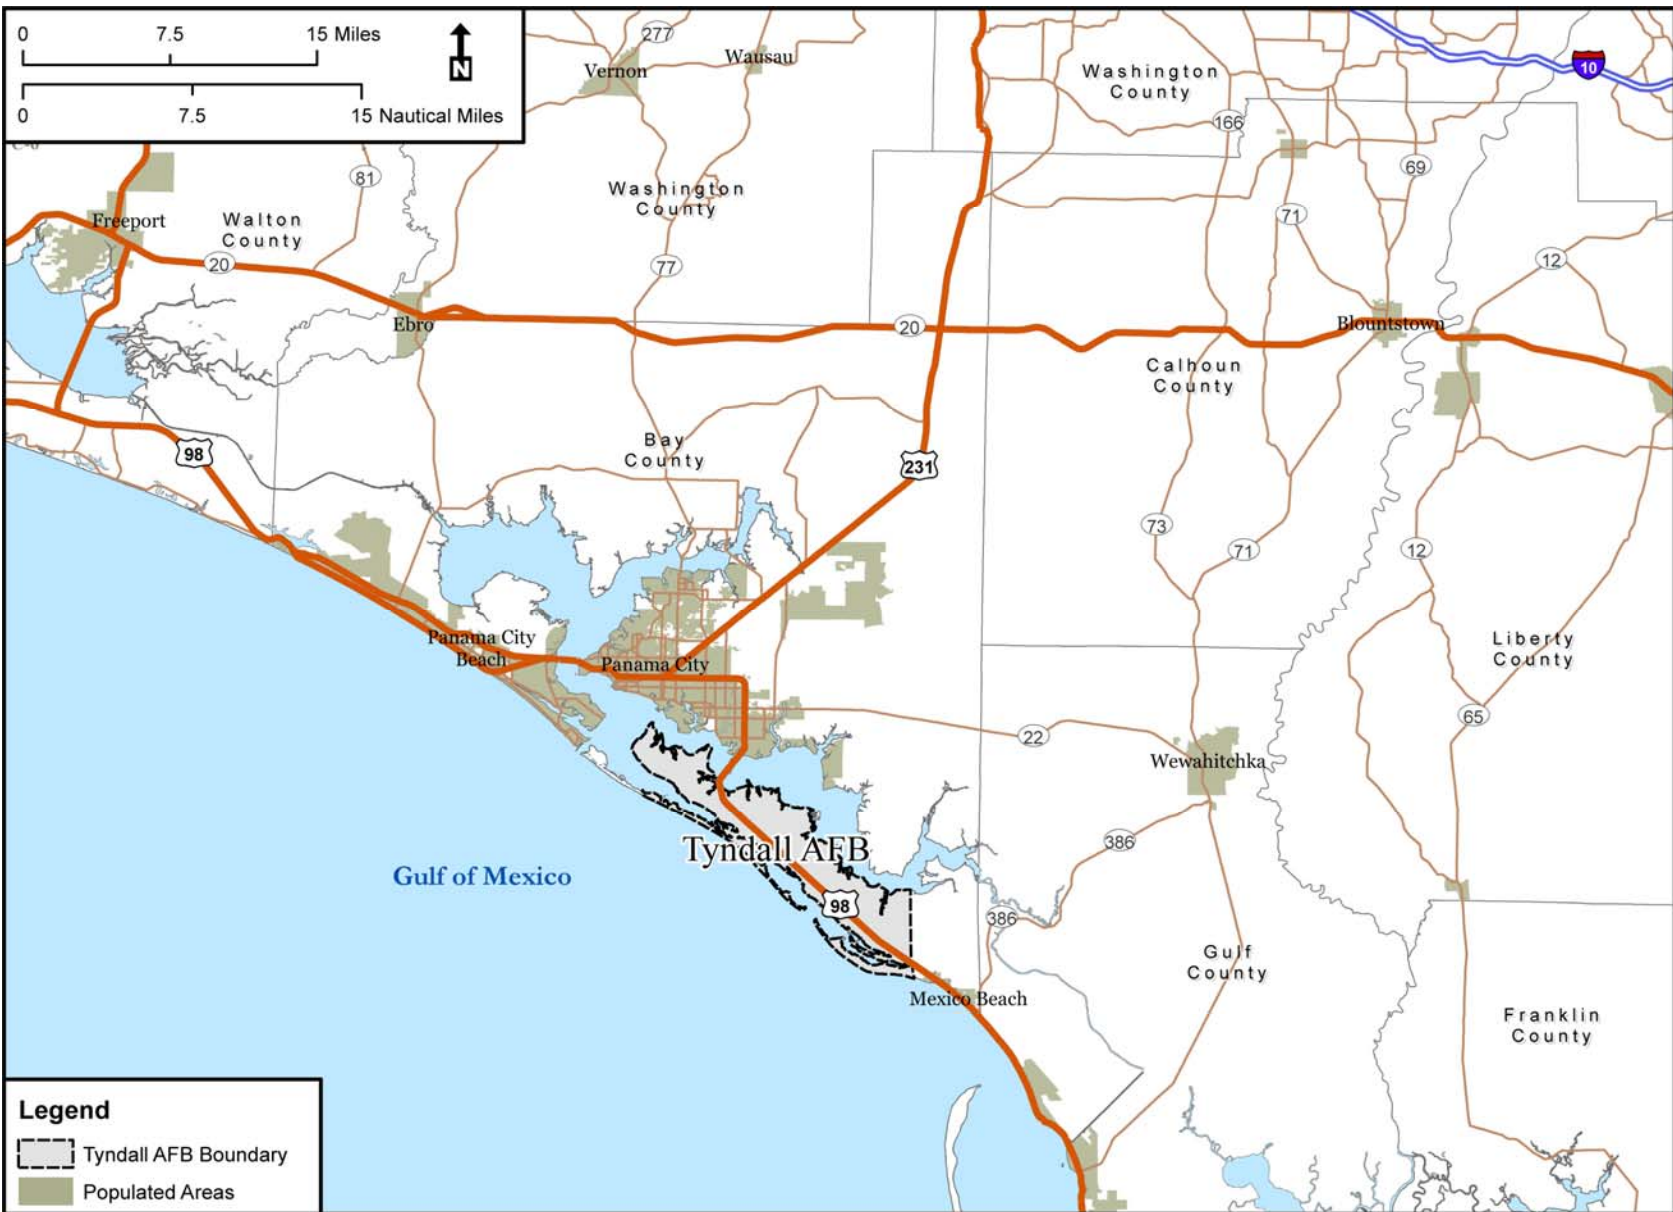 0 7.5 15 Miles
N
0 7.5 15 Nautical Miles
277
Vernon
Wausau
Washington
County
10
166
81
69
Washington
County
Freeport
Walton
County
71
20
77
12
Ebro
20
Blountstown
Calhoun
County
98
Bay
County
231
73
71
12
Panama City
Beach
Panama City
Liberty
County
65
22
Wewahitchka
386
Tyndall AFB
Gulf of Mexico
98
386
Gulf
County
Mexico Beach
Franklin
County
Legend
Tyndall AFB Boundary
Populated Areas